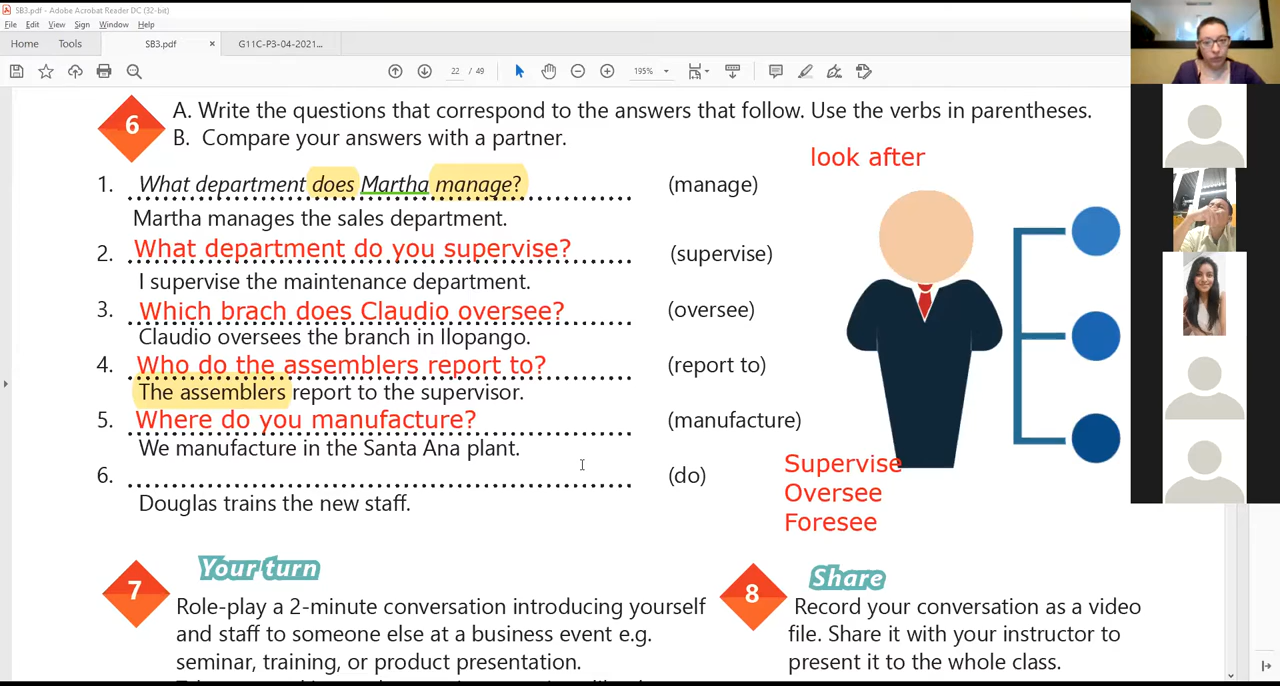 SB3.pdf - Adobe Acrobat Reader DC (32-bit)
File Edit View Sign Window Help
Home Tools SB3.pdf × G11C-P3-04-2021...
22 / 49 195%
6 A. Write the questions that correspond to the answers that follow. Use the verbs in parentheses.
B. Compare your answers with a partner.
look after
1. What department does Martha manage? (manage)
Martha manages the sales department.
2. What department do you supervise? (supervise)
I supervise the maintenance department.
3. Which brach does Claudio oversee? (oversee)
Claudio oversees the branch in Ilopango.
4. Who do the assemblers report to? (report to)
The assemblers report to the supervisor.
5. Where do you manufacture? (manufacture)
We manufacture in the Santa Ana plant.
6. (do)
Douglas trains the new staff.
Supervise
Oversee
Foresee
7 Your turn
Role-play a 2-minute conversation introducing yourself
and staff to someone else at a business event e.g.
seminar, training, or product presentation.
8 Share
Record your conversation as a video
file. Share it with your instructor to
present it to the whole class.